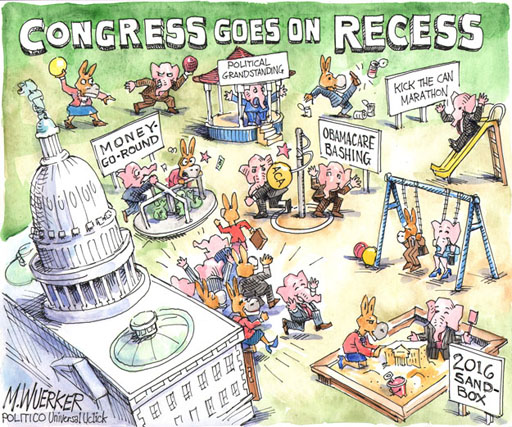 CONGRESS GOES ON RECESS
POLITICAL
GRANDSTANDING
KICK THE CAN
MARATHON
MONEY-
GO-ROUND
OBAMACARE
BASHING
2016
SAND-
BOX
M.WUERKER
POLITICO Universal Uclick